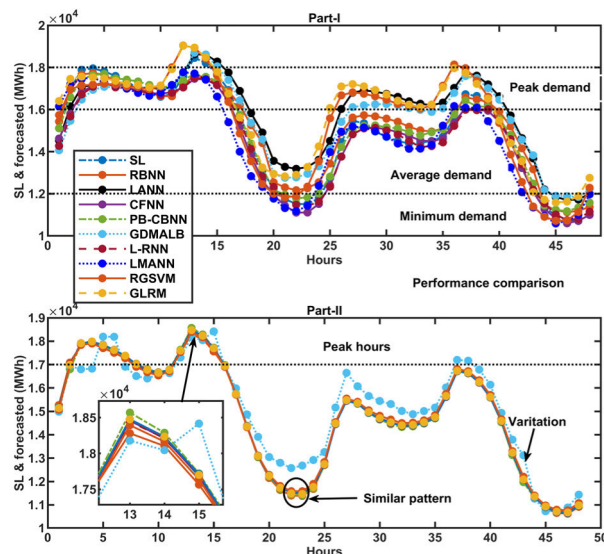 ×10⁴
Part-I
2
1.8
1.6
1.4
1.2
1
SL & forecasted (MWh)
Peak demand
Average demand
Minimum demand
SL
RBNN
LANN
CFNN
PB-CBNN
GDMALB
L-RNN
LMANN
RGSVM
GLRM
0 5 10 15 20 25 30 35 40 45 50
Hours
Performance comparison
×10⁴
Part-II
1.9
1.8
1.7
1.6
1.5
1.4
1.3
1.2
1.1
1
SL & forecasted (MWh)
Peak hours
×10⁴
1.85
1.8
1.75
13 14 15
Varitation
Similar pattern
0 5 10 15 20 25 30 35 40 45 50
Hours